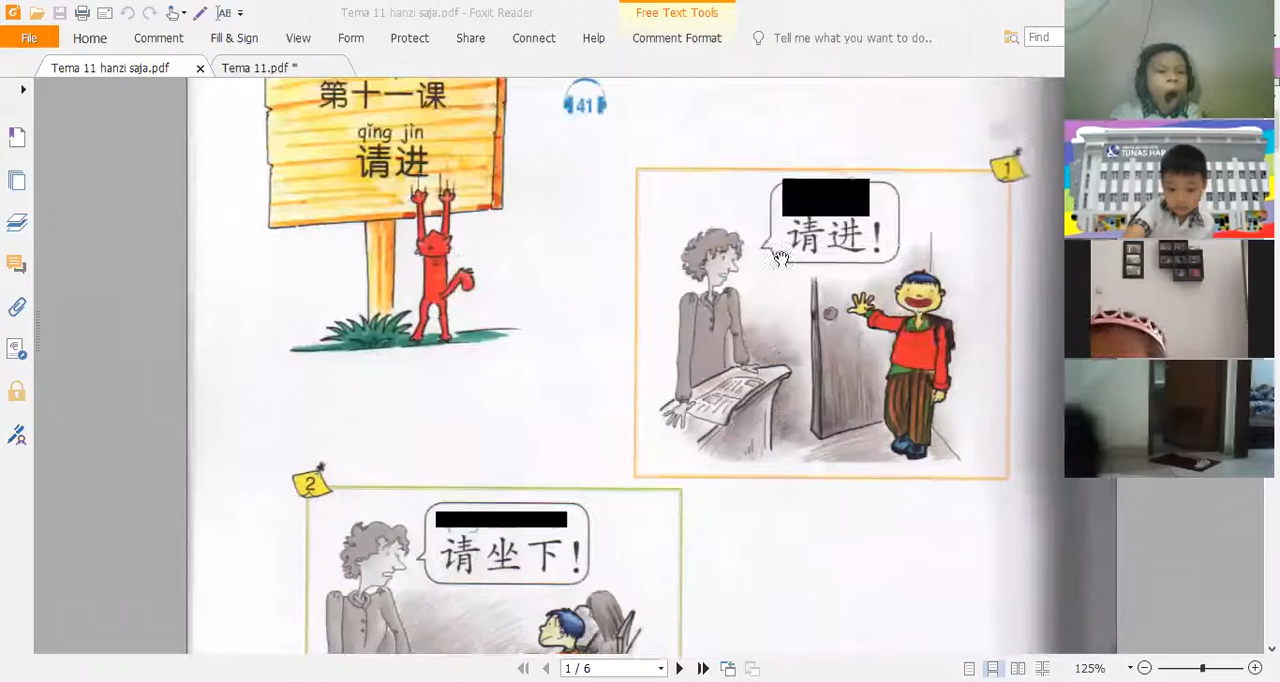 Tema 11 hanzi saja.pdf - Foxit Reader
Free Text Tools
File Home Comment Fill & Sign View Form Protect Share Connect Help Comment Format Tell me what you want to do.. Find
Tema 11 hanzi saja.pdf
Tema 11.pdf *
第十一课
qǐng jìn
请进
41
1
请进!
2
请坐下!
TUNAS HAR
1 / 6
125%